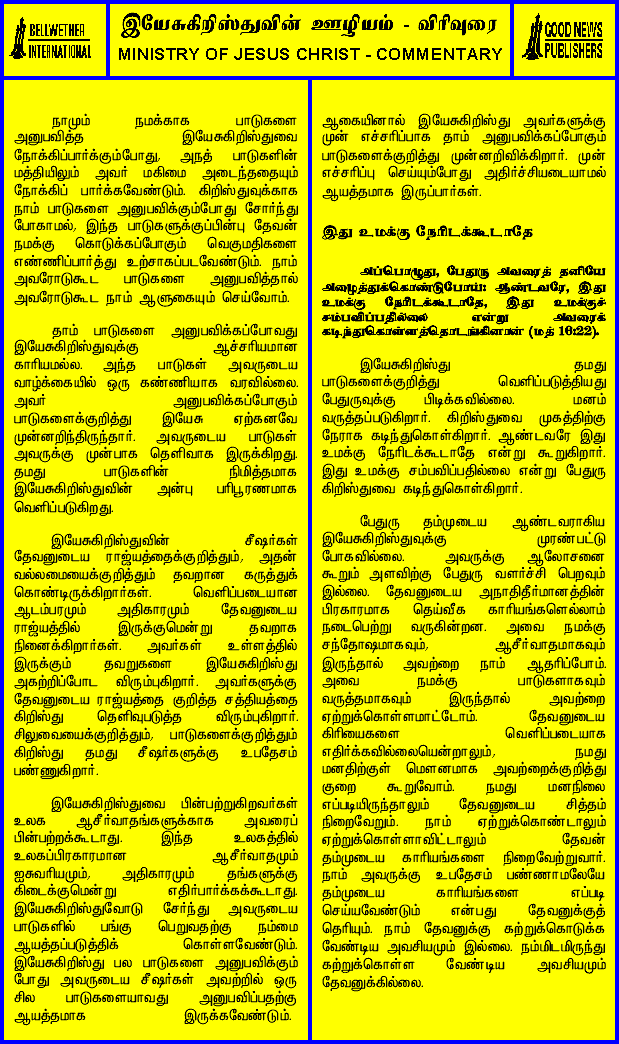 BELLWETHER
INTERNATIONAL
இயேசுகிறிஸ்துவின் ஊழியம் - விரிவுரை
MINISTRY OF JESUS CHRIST - COMMENTARY
GOOD NEWS
PUBLISHERS
நாமும் நமக்காக பாடுகளை
அனுபவித்த இயேசுகிறிஸ்துவை
நோக்கிப்பார்க்கும்போது, அநத் பாடுகளின்
மத்தியிலும் அவர் மகிமை அடைந்ததையும்
நோக்கிப் பார்க்கவேண்டும். கிறிஸ்துவுக்காக
நாம் பாடுகளை அனுபவிக்கும்போது சோர்ந்து
போகாமல், இந்த பாடுகளுக்குப்பின்பு தேவன்
நமக்கு கொடுக்கப்போகும் வெகுமதிகளை
எண்ணிப்பார்த்து உற்சாகப்படவேண்டும். நாம்
அவரோடுகூட பாடுகளை அனுபவித்தால்
அவரோடுகூட நாம் ஆளுகையும் செய்வோம்.
தாம் பாடுகளை அனுபவிக்கப்போவது
இயேசுகிறிஸ்துவுக்கு ஆச்சரியமான
காரியமல்ல. அந்த பாடுகள் அவருடைய
வாழ்க்கையில் ஒரு கண்ணியாக வரவில்லை.
அவர் அனுபவிக்கப்போகும்
பாடுகளைக்குறித்து இயேசு ஏற்கனவே
முன்னறிந்திருந்தார். அவருடைய பாடுகள்
அவருக்கு முன்பாக தெளிவாக இருக்கிறது.
தமது பாடுகளின் நிமித்தமாக
இயேசுகிறிஸ்துவின் அன்பு பரிபூரணமாக
வெளிப்படுகிறது.
இயேசுகிறிஸ்துவின் சீஷர்கள்
தேவனுடைய ராஜ்யத்தைக்குறித்தும், அதன்
வல்லமையைக்குறித்தும் தவறான கருத்துக்
கொண்டிருக்கிறார்கள். வெளிப்படையான
ஆடம்பரமும் அதிகாரமும் தேவனுடைய
ராஜ்யத்தில் இருக்குமென்று தவறாக
நினைக்கிறார்கள். அவர்கள் உள்ளத்தில்
இருக்கும் தவறுகளை இயேசுகிறிஸ்து
அகற்றிப்போட விரும்புகிறார். அவர்களுக்கு
தேவனுடைய ராஜ்யத்தை குறித்த சத்தியத்தை
கிறிஸ்து தெளிவுபடுத்த விரும்புகிறார்.
சிலுவையைக்குறித்தும், பாடுகளைக்குறித்தும்
கிறிஸ்து தமது சீஷர்களுக்கு உபதேசம்
பண்ணுகிறார்.
இயேசுகிறிஸ்துவை பின்பற்றுகிறவர்கள்
உலக ஆசீர்வாதங்களுக்காக அவரைப்
பின்பற்றக்கூடாது. இந்த உலகத்தில்
உலகப்பிரகாரமான ஆசீர்வாதமும்
ஐசுவரியமும், அதிகாரமும் தங்களுக்கு
கிடைக்குமென்று எதிர்பார்க்கக்கூடாது.
இயேசுகிறிஸ்துவோடு சேர்ந்து அவருடைய
பாடுகளில் பங்கு பெறுவதற்கு நம்மை
ஆயத்தப்படுத்திக் கொள்ளவேண்டும்.
இயேசுகிறிஸ்து பல பாடுகளை அனுபவிக்கும்
போது அவருடைய சீஷர்கள் அவற்றில் ஒரு
சில பாடுகளையாவது அனுபவிப்பதற்கு
ஆயத்தமாக இருக்கவேண்டும்.
ஆகையினால் இயேசுகிறிஸ்து அவர்களுக்கு
முன் எச்சரிப்பாக தாம் அனுபவிக்கப்போகும்
பாடுகளைக்குறித்து முன்னறிவிக்கிறார். முன்
எச்சரிப்பு செய்யும்போது அதிர்ச்சியடையாமல்
ஆயத்தமாக இருப்பார்கள்.
இது உமக்கு நேரிடக்கூடாதே
அப்பொழுது, பேதுரு அவரைத் தனியே
அழைத்துக்கொண்டுபோய்: ஆண்டவரே, இது
உமக்கு நேரிடக்கூடாதே, இது உமக்குச்
சம்பவிப்பதில்லை என்று அவரைக்
கடிந்துகொள்ளத்தொடங்கினான் (மத் 16:22).
இயேசுகிறிஸ்து தமது
பாடுகளைக்குறித்து வெளிப்படுத்தியது
பேதுருவுக்கு பிடிக்கவில்லை. மனம்
வருத்தப்படுகிறார். கிறிஸ்துவை முகத்திற்கு
நேராக கடிந்துகொள்கிறார். ஆண்டவரே இது
உமக்கு நேரிடக்கூடாதே என்று கூறுகிறார்.
இது உமக்கு சம்பவிப்பதில்லை என்று பேதுரு
கிறிஸ்துவை கடிந்துகொள்கிறார்.
பேதுரு தம்முடைய ஆண்டவராகிய
இயேசுகிறிஸ்துவுக்கு முரண்பட்டு
போகவில்லை. அவருக்கு ஆலோசனை
கூறும் அளவிற்கு பேதுரு வளர்ச்சி பெறவும்
இல்லை. தேவனுடைய அநாதிதீர்மானத்தின்
பிரகாரமாக தெய்வீக காரியங்களெல்லாம்
நடைபெற்று வருகின்றன. அவை நமக்கு
சந்தோஷமாகவும், ஆசீர்வாதமாகவும்
இருந்தால் அவற்றை நாம் ஆதரிப்போம்.
அவை நமக்கு பாடுகளாகவும்
வருத்தமாகவும் இருந்தால் அவற்றை
ஏற்றுக்கொள்ளமாட்டோம். தேவனுடைய
கிரியைகளை வெளிப்படையாக
எதிர்க்கவில்லையென்றாலும், நமது
மனதிற்குள் மௌனமாக அவற்றைக்குறித்து
குறை கூறுவோம். நமது மனநிலை
எப்படியிருந்தாலும் தேவனுடைய சித்தம்
நிறைவேறும். நாம் ஏற்றுக்கொண்டாலும்
ஏற்றுக்கொள்ளாவிட்டாலும் தேவன்
தம்முடைய காரியங்களை நிறைவேற்றுவார்.
நாம் அவருக்கு உபதேசம் பண்ணாமலேயே
தம்முடைய காரியங்களை எப்படி
செய்யவேண்டும் என்பது தேவனுக்குத்
தெரியும். நாம் தேவனுக்கு கற்றுக்கொடுக்க
வேண்டிய அவசியமும் இல்லை. நம்மிடமிருந்து
கற்றுக்கொள்ள வேண்டிய அவசியமும்
தேவனுக்கில்லை.